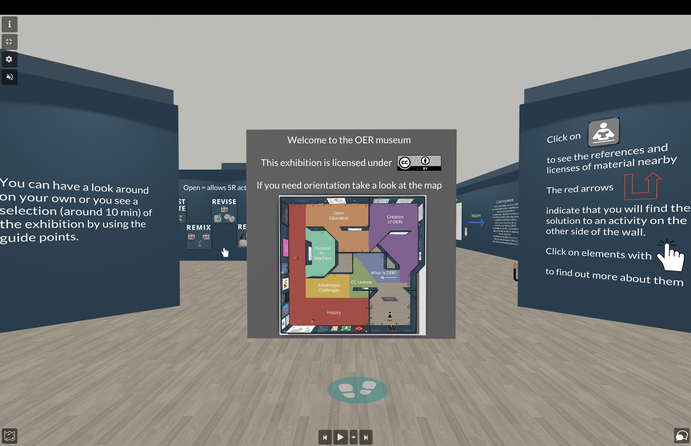 You can have a look around
on your own or you see a
selection (around 10 min) of
the exhibition by using the
guide points.
Open = allows 5R act
REVISE
REMIX
RE
Welcome to the OER museum
This exhibition is licensed under
cc
BY
If you need orientation take a look at the map
Open
Education
Creation
of OERs
What is OER?
CC License
Advantages
Challenges
History
Click on
to see the references and
licenses of material nearby
The red arrows
indicate that you will find the
solution to an activity on the
other side of the wall.
Click on elements with
to find out more about them